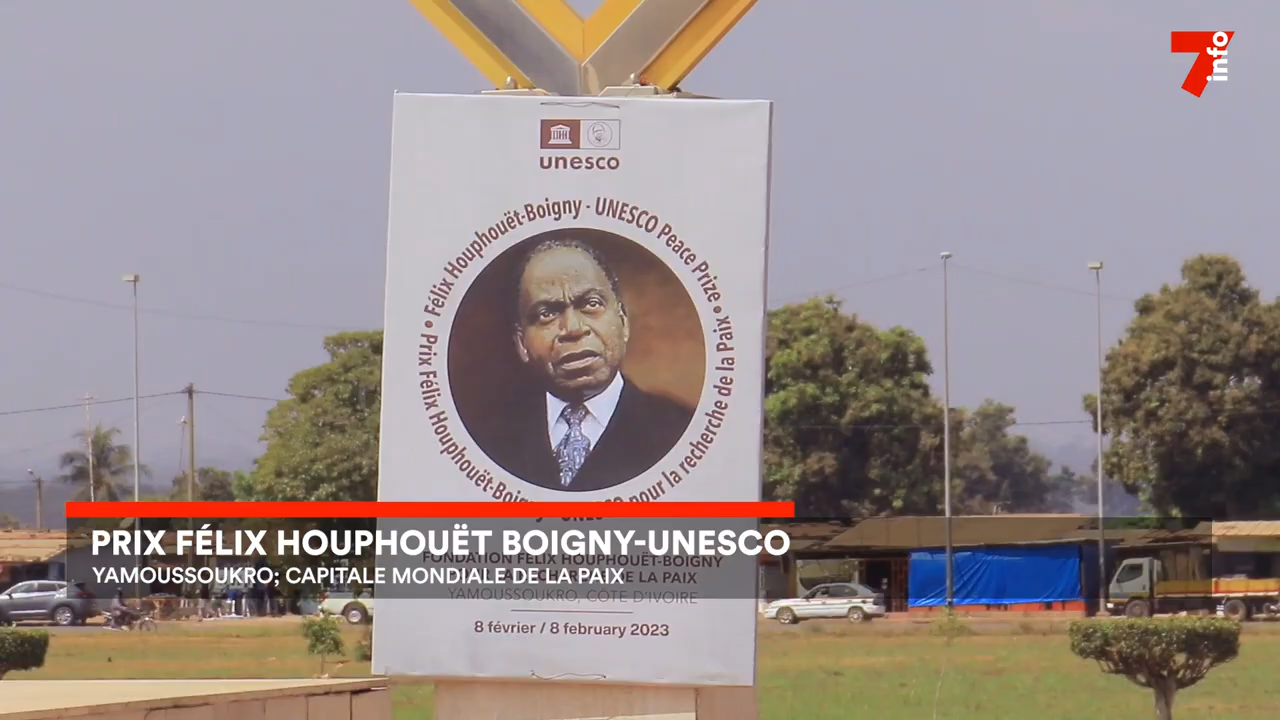 7 info
unesco
Prix Félix Houphouët-Boigny - UNESCO pour la recherche de la Paix • Félix Houphouët-Boigny - UNESCO Peace Prize •
PRIX FÉLIX HOUPHOUËT BOIGNY-UNESCO
YAMOUSSOUKRO; CAPITALE MONDIALE DE LA PAIX
FONDATION FÉLIX HOUPHOUËT-BOIGNY
DE LA PAIX
YAMOUSSOUKRO, CÔTE D'IVOIRE
8 février / 8 february 2023